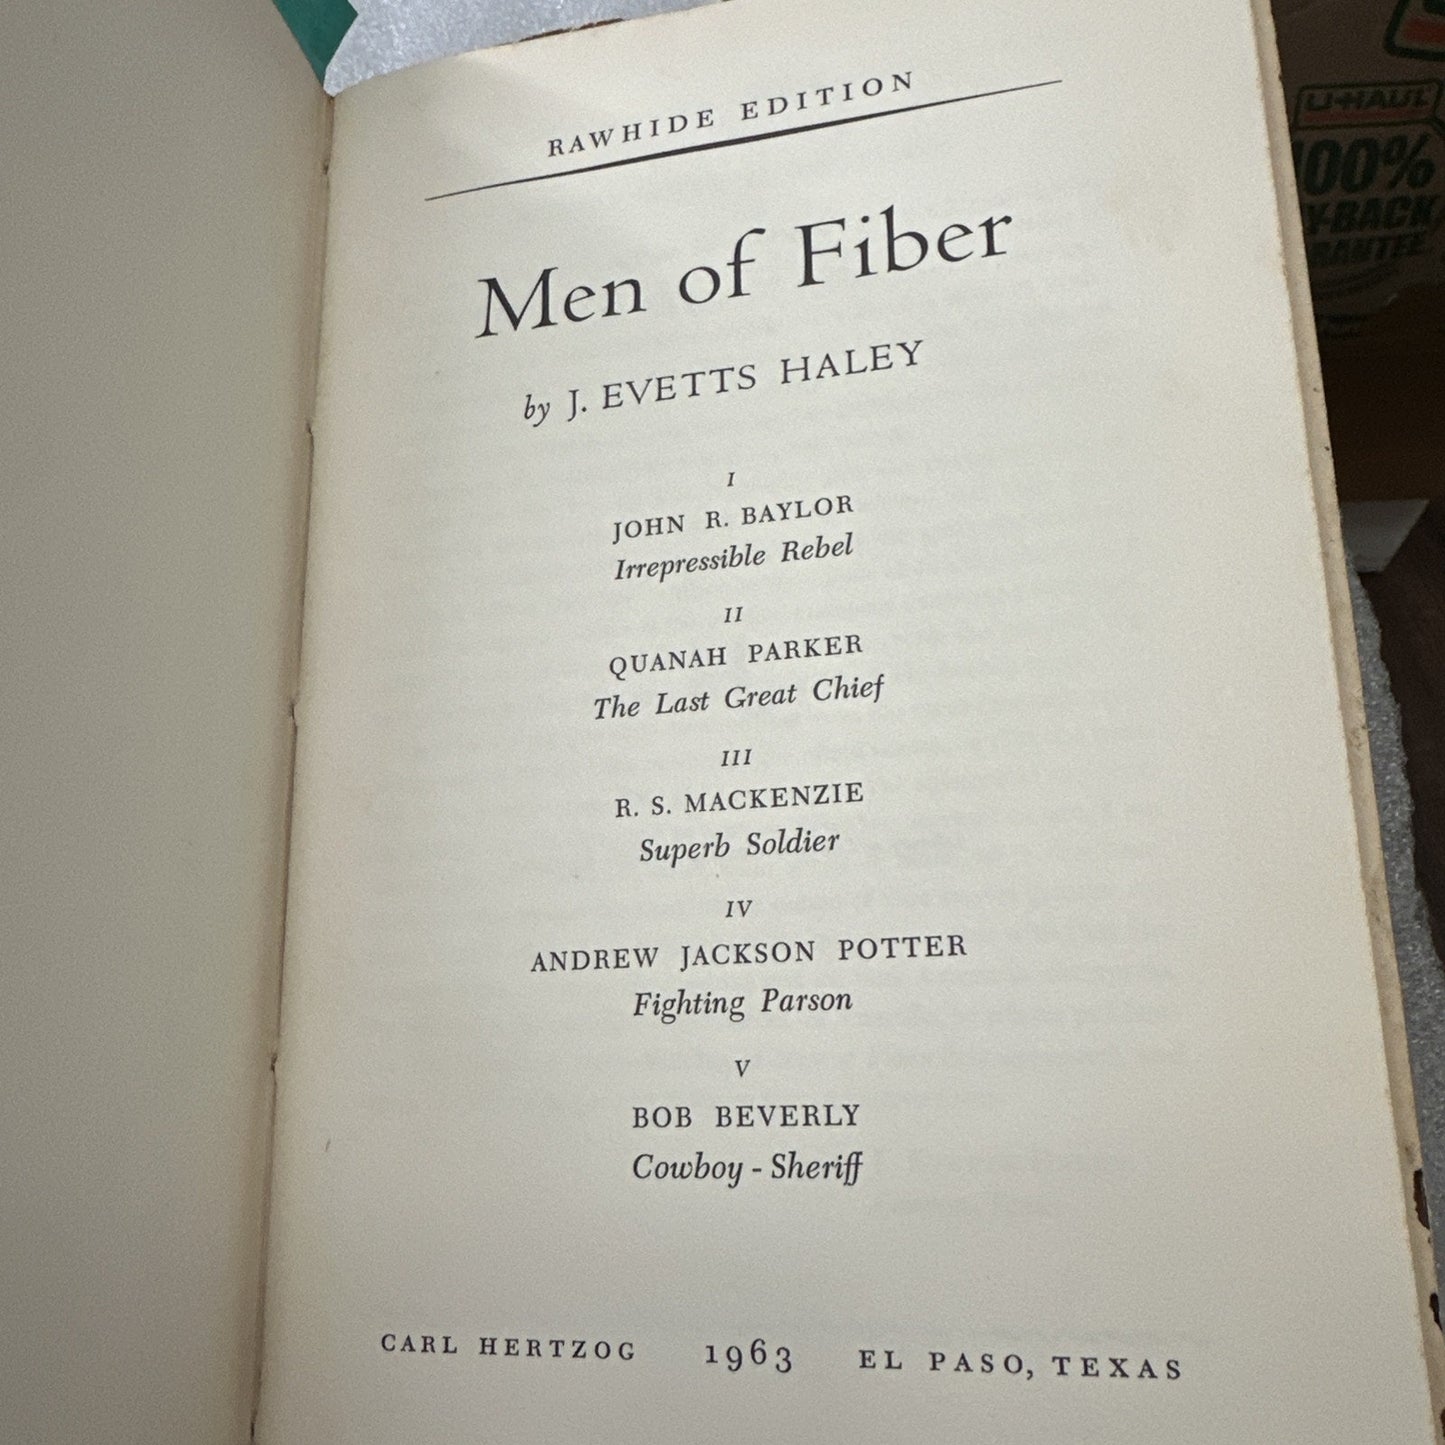 RAWHIDE EDITION
Men of Fiber
by J. EVETTS HALEY
I
JOHN R. BAYLOR
Irrepressible Rebel
II
QUANAH PARKER
The Last Great Chief
III
R. S. MACKENZIE
Superb Soldier
IV
ANDREW JACKSON POTTER
Fighting Parson
V
BOB BEVERLY
Cowboy - Sheriff
CARL HERTZOG 1963 EL PASO, TEXAS
U-HAUL
100%
Y-BACK